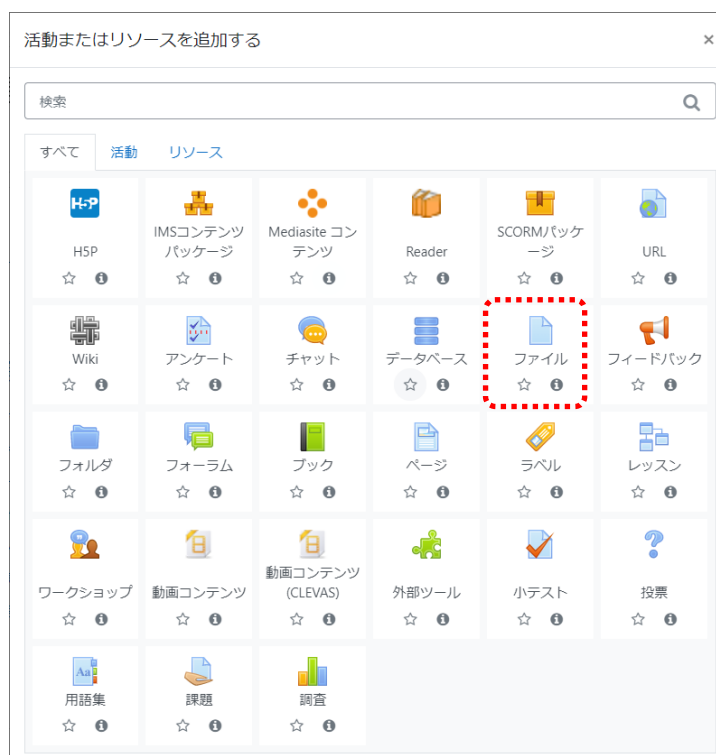 活動またはリソースを追加する
×
検索
すべて 活動 リソース
H5P
IMSコンテンツ
パッケージ
Mediasite コン
テンツ
Reader
SCORMパッケ
ージ
URL
Wiki
アンケート
チャット
データベース
ファイル
フィードバック
フォルダ
フォーラム
ブック
ページ
ラベル
レッスン
ワークショップ
動画コンテンツ
動画コンテンツ
(CLEVAS)
外部ツール
小テスト
投票
用語集
課題
調査